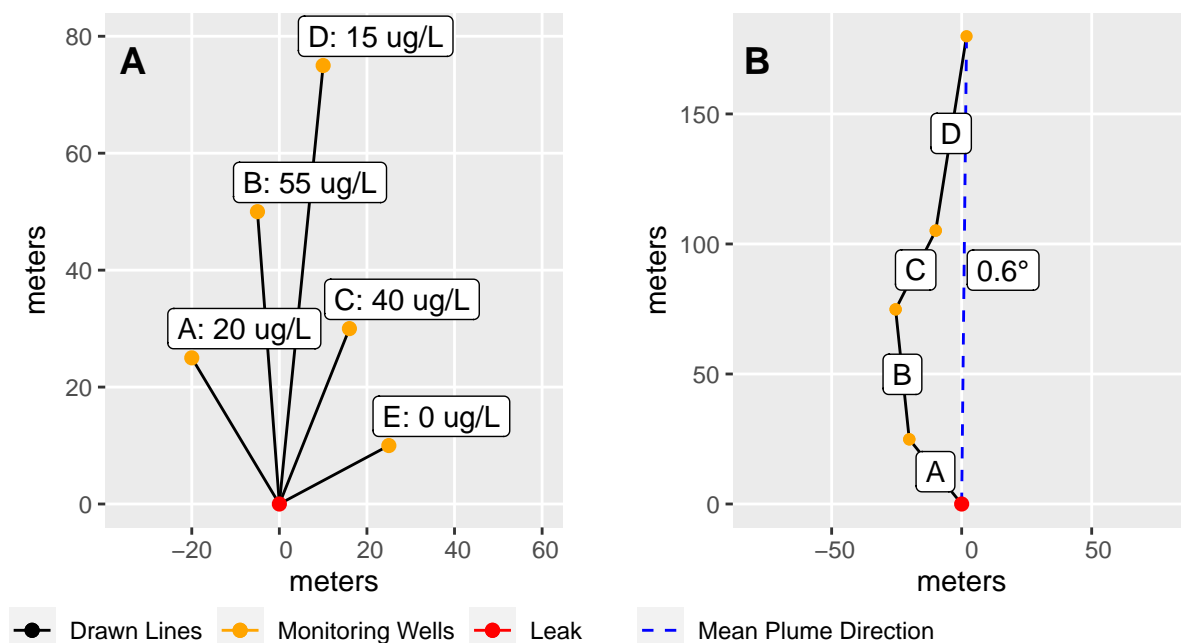 A
80
60
40
20
0
meters
D: 15 ug/L
B: 55 ug/L
C: 40 ug/L
A: 20 ug/L
E: 0 ug/L
−20 0 20 40 60
meters
B
150
100
50
0
meters
D
C
0.6°
B
A
−50 0 50
meters
Drawn Lines Monitoring Wells Leak Mean Plume Direction